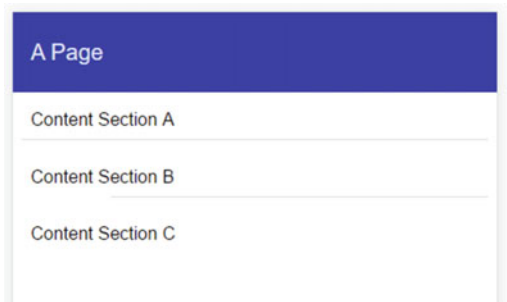 A Page
Content Section A
Content Section B
Content Section C